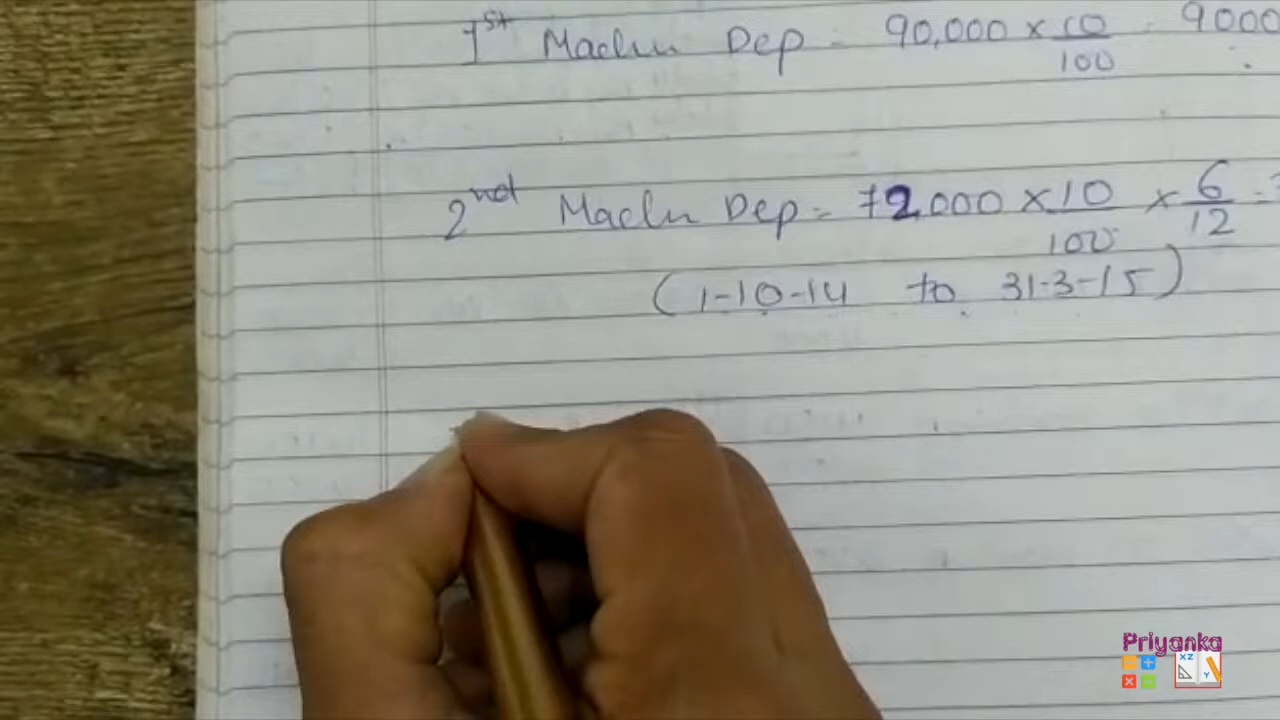 1st Machn Dep = 90,000 × 10/100 = 9000
2nd Machn Dep = 72,000 × 10/100 × 6/12 =
(1-10-14 to 31-3-15)
Priyanka
XZ
Y